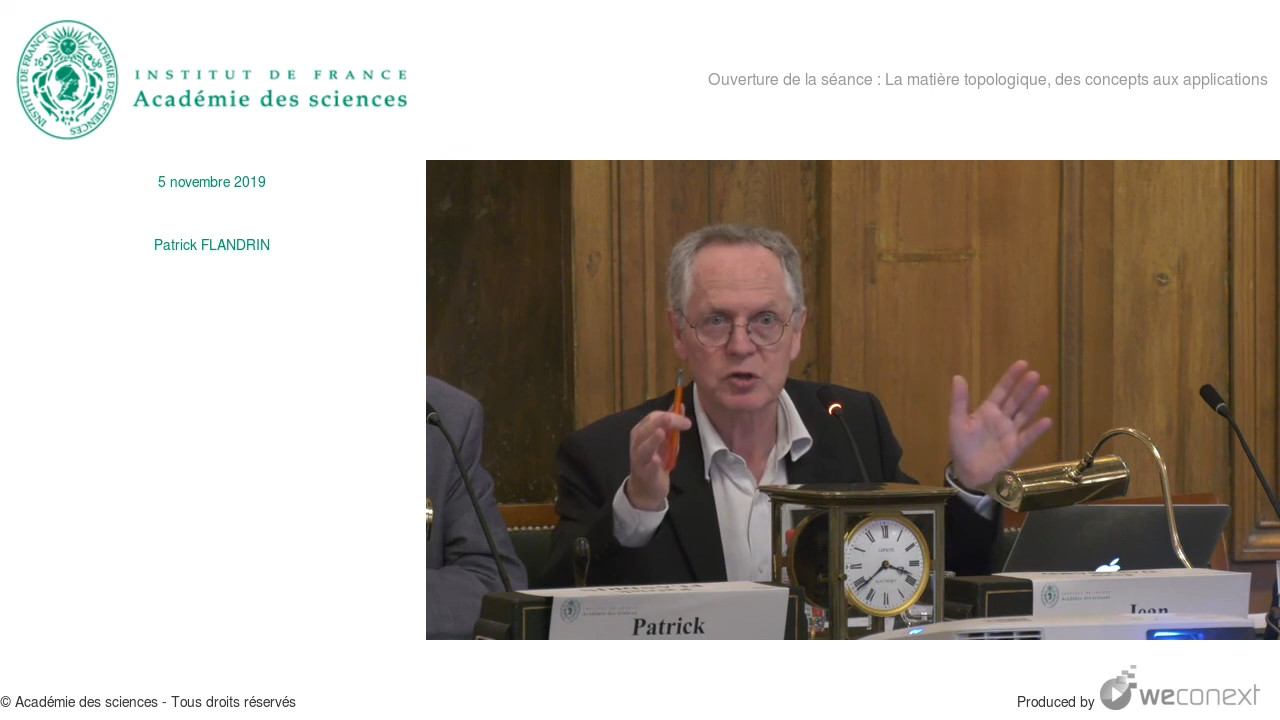 INSTITUT DE FRANCE
Académie des sciences
Ouverture de la séance : La matière topologique, des concepts aux applications
5 novembre 2019
Patrick FLANDRIN
Patrick
Jean
© Académie des sciences - Tous droits réservés
Produced by weconext